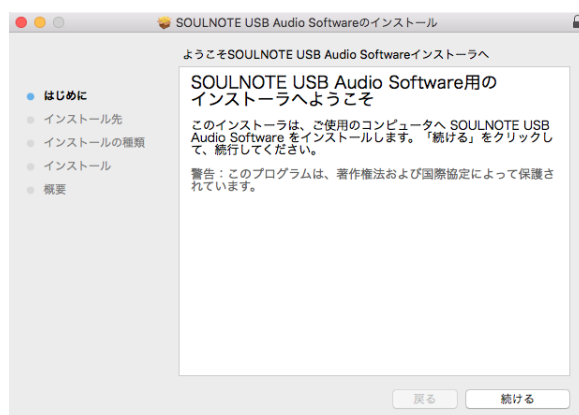 SOULNOTE USB Audio Softwareのインストール
ようこそSOULNOTE USB Audio Softwareインストーラへ
はじめに
インストール先
インストールの種類
インストール
概要
SOULNOTE USB Audio Software用の
インストーラへようこそ
このインストーラは、ご使用のコンピュータへ SOULNOTE USB
Audio Software をインストールします。「続ける」をクリックし
て、続行してください。
警告：このプログラムは、著作権法および国際協定によって保護さ
れています。
戻る
続ける